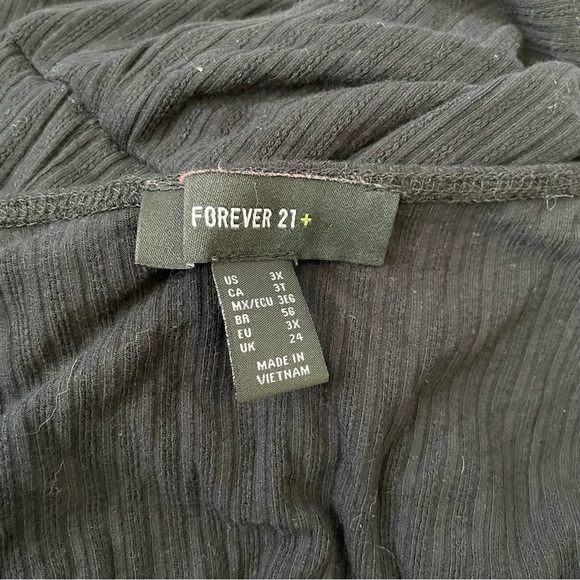 FOREVER 21+
US 3X
CA 3T
MX/ECU 3EG
BR 56
EU 3X
UK 24
MADE IN
VIETNAM